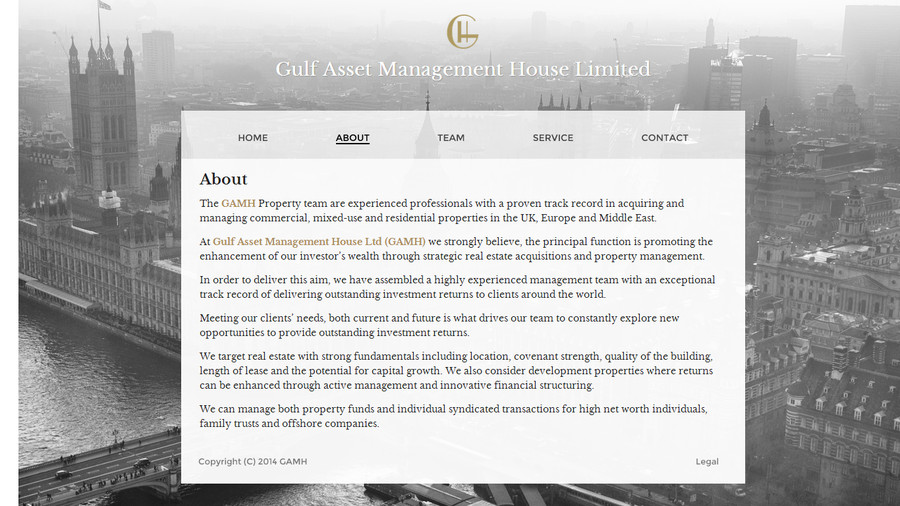 Gulf Asset Management House Limited
HOME ABOUT TEAM SERVICE CONTACT
About
The GAMH Property team are experienced professionals with a proven track record in acquiring and
managing commercial, mixed-use and residential properties in the UK, Europe and Middle East.
At Gulf Asset Management House Ltd (GAMH) we strongly believe, the principal function is promoting the
enhancement of our investor's wealth through strategic real estate acquisitions and property management.
In order to deliver this aim, we have assembled a highly experienced management team with an exceptional
track record of delivering outstanding investment returns to clients around the world.
Meeting our clients' needs, both current and future is what drives our team to constantly explore new
opportunities to provide outstanding investment returns.
We target real estate with strong fundamentals including location, covenant strength, quality of the building,
length of lease and the potential for capital growth. We also consider development properties where returns
can be enhanced through active management and innovative financial structuring.
We can manage both property funds and individual syndicated transactions for high net worth individuals,
family trusts and offshore companies.
Copyright (C) 2014 GAMH Legal